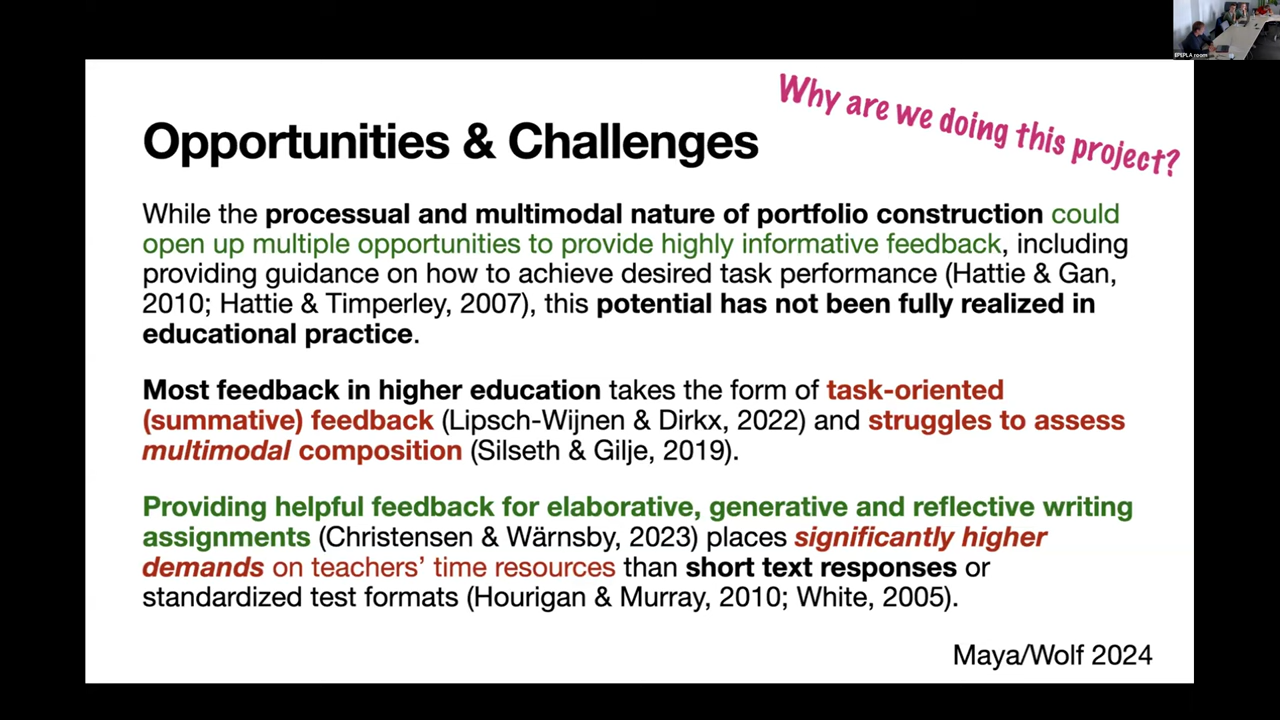 Why are we doing this project?
Opportunities & Challenges
While the processual and multimodal nature of portfolio construction could
open up multiple opportunities to provide highly informative feedback, including
providing guidance on how to achieve desired task performance (Hattie & Gan,
2010; Hattie & Timperley, 2007), this potential has not been fully realized in
educational practice.
Most feedback in higher education takes the form of task-oriented
(summative) feedback (Lipsch-Wijnen & Dirkx, 2022) and struggles to assess
multimodal composition (Silseth & Gilje, 2019).
Providing helpful feedback for elaborative, generative and reflective writing
assignments (Christensen & Wärnsby, 2023) places significantly higher
demands on teachers’ time resources than short text responses or
standardized test formats (Hourigan & Murray, 2010; White, 2005).
Maya/Wolf 2024